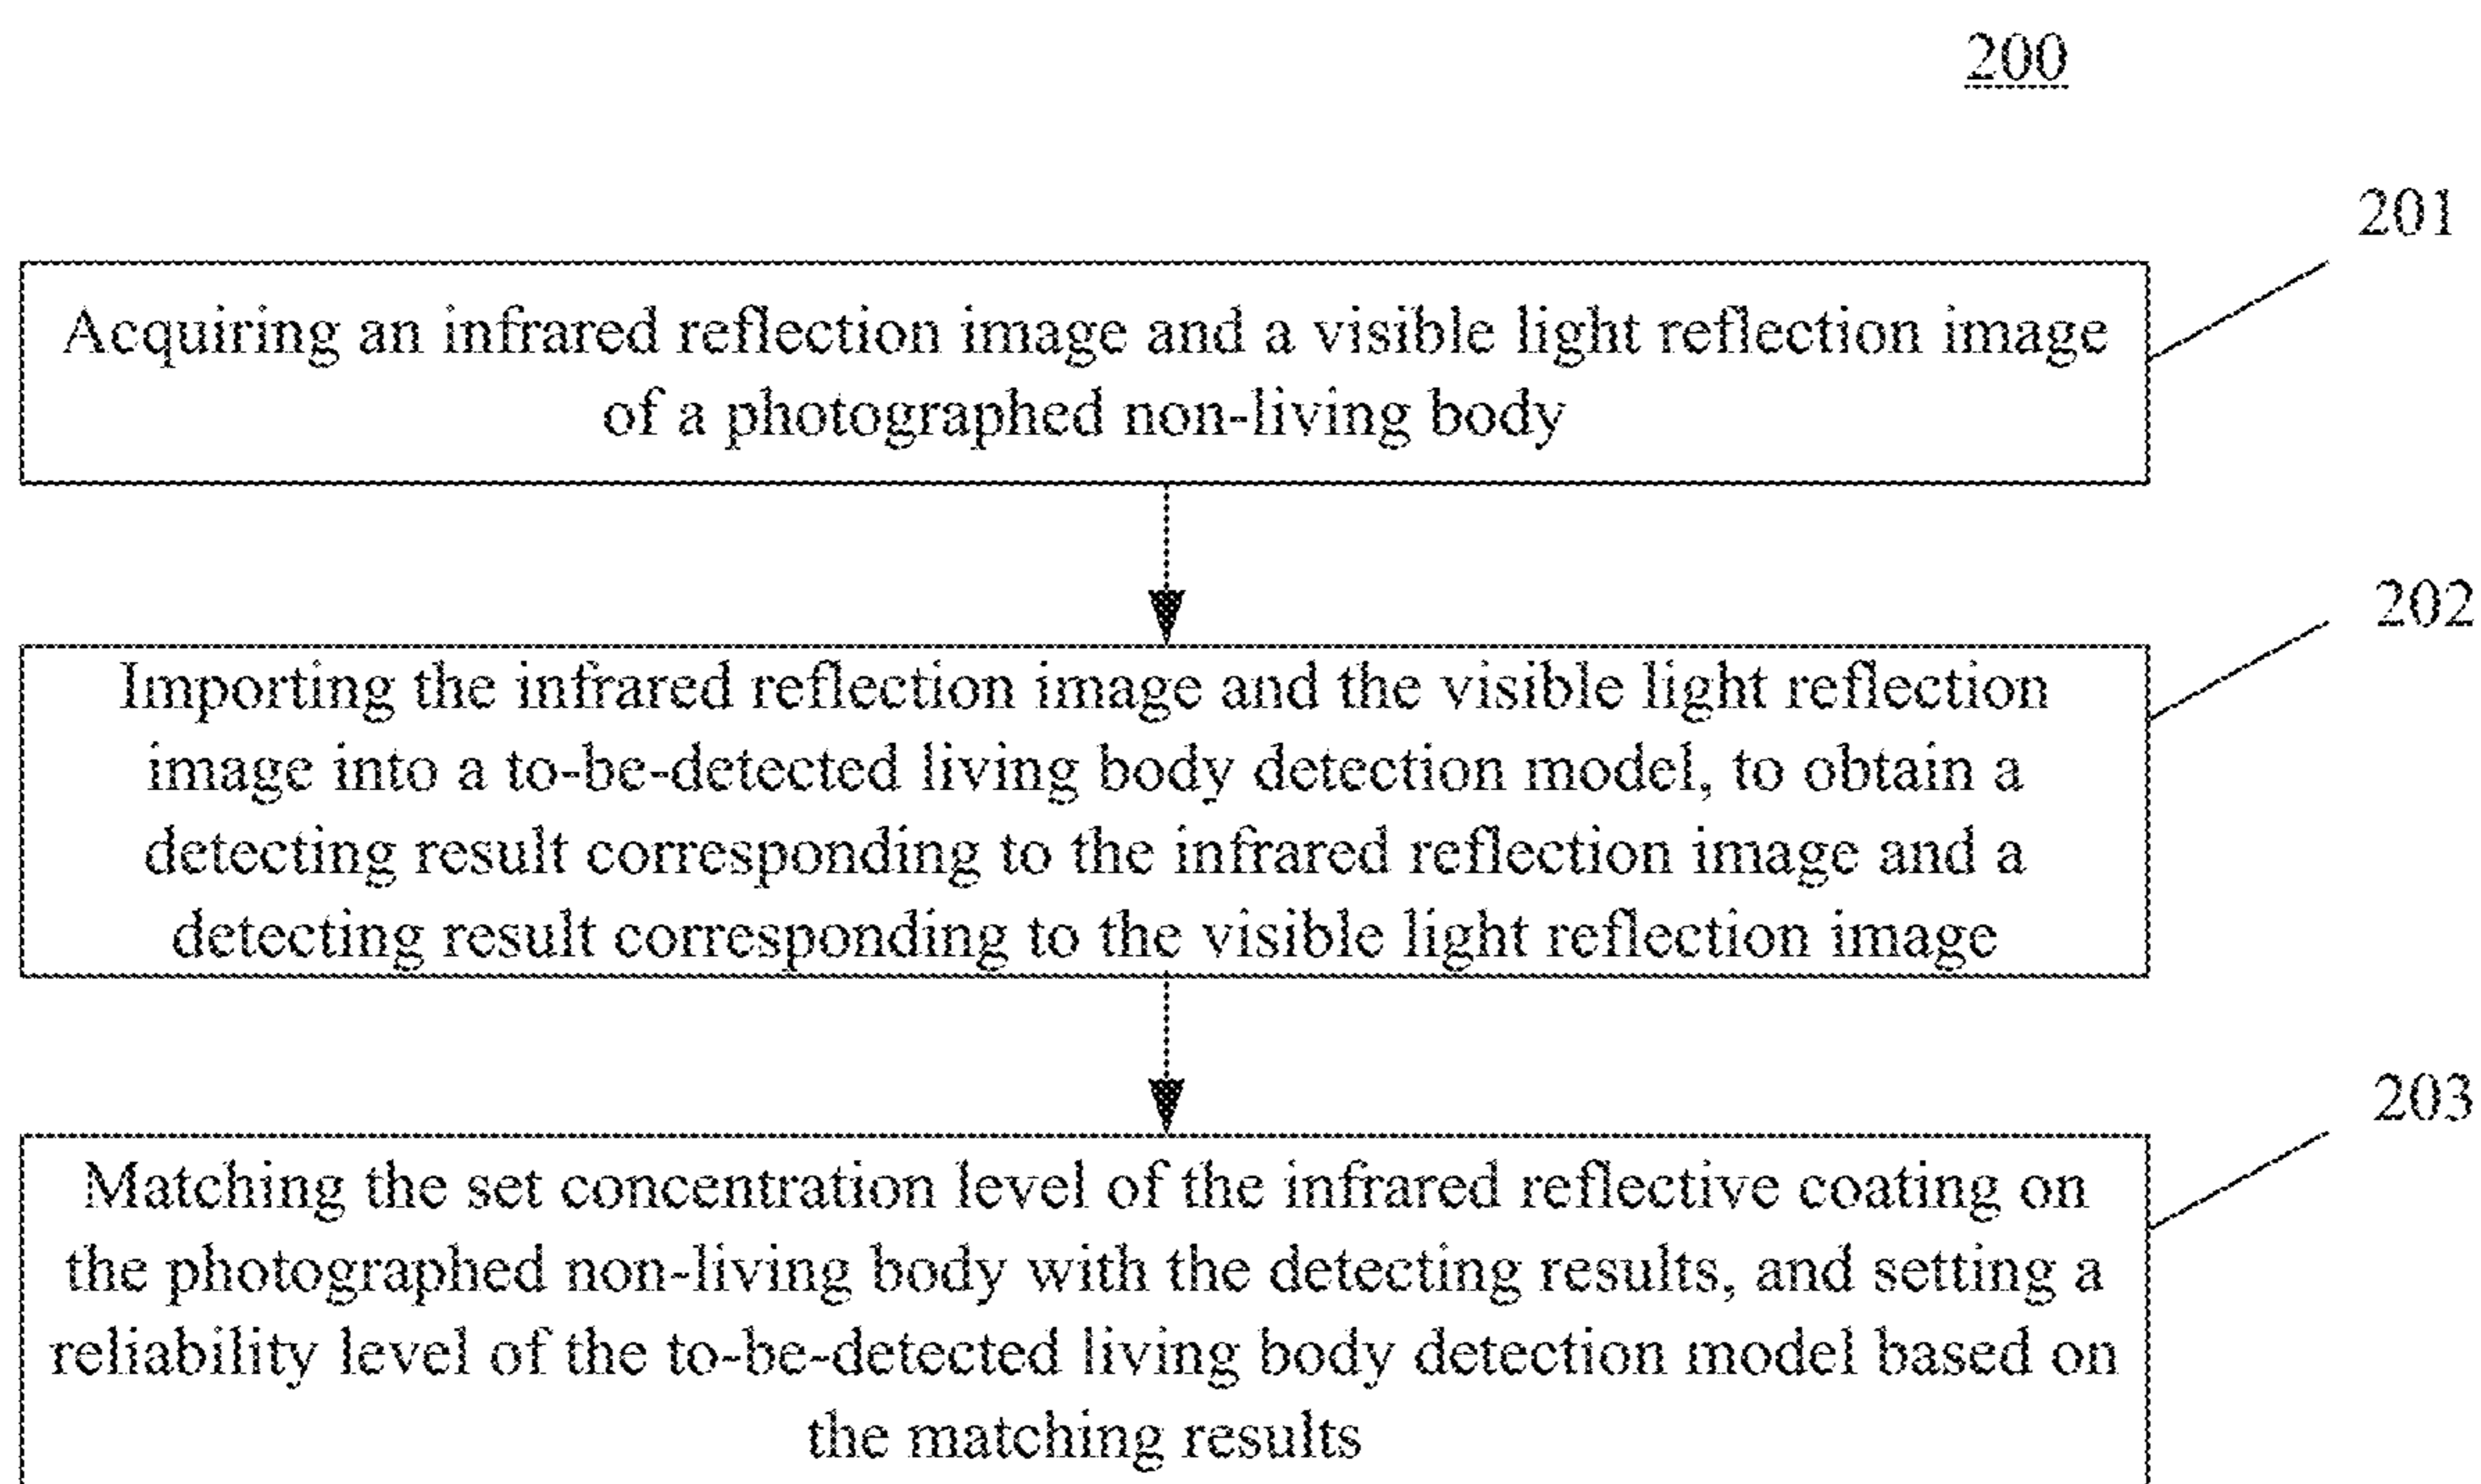 200
201
Acquiring an infrared reflection image and a visible light reflection image
of a photographed non-living body
202
Importing the infrared reflection image and the visible light reflection
image into a to-be-detected living body detection model, to obtain a
detecting result corresponding to the infrared reflection image and a
detecting result corresponding to the visible light reflection image
203
Matching the set concentration level of the infrared reflective coating on
the photographed non-living body with the detecting results, and setting a
reliability level of the to-be-detected living body detection model based on
the matching results